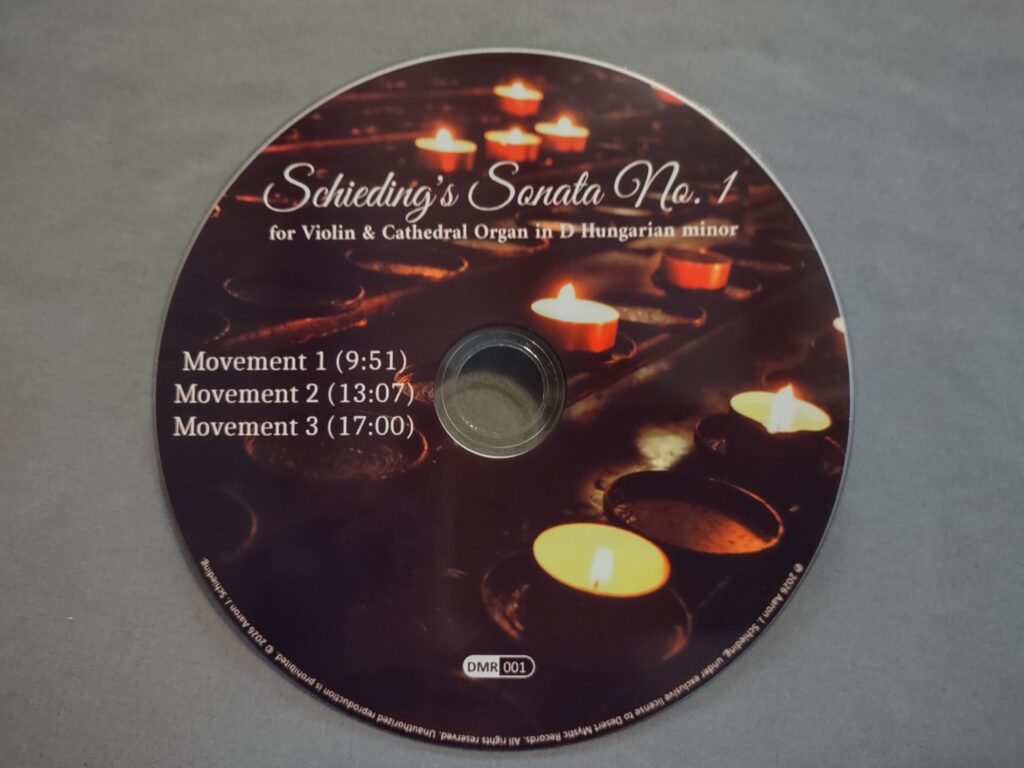 Schieding's Sonata No. 1
for Violin & Cathedral Organ in D Hungarian minor
Movement 1 (9:51)
Movement 2 (13:07)
Movement 3 (17:00)
DMR 001
℗ 2026 Aaron J. Schieding, under exclusive license to Desert Mystic Records. All rights reserved. Unauthorized reproduction is prohibited. © 2026 Aaron J. Schieding.